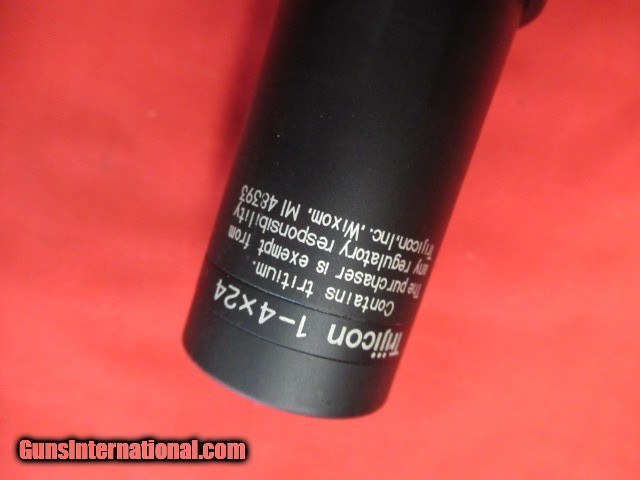 Trijicon 1-4x24
Contains tritium.
The purchaser is exempt from
any regulatory responsibility
Trijicon,Inc.,Wixom, MI 48393
GunsInternational.com